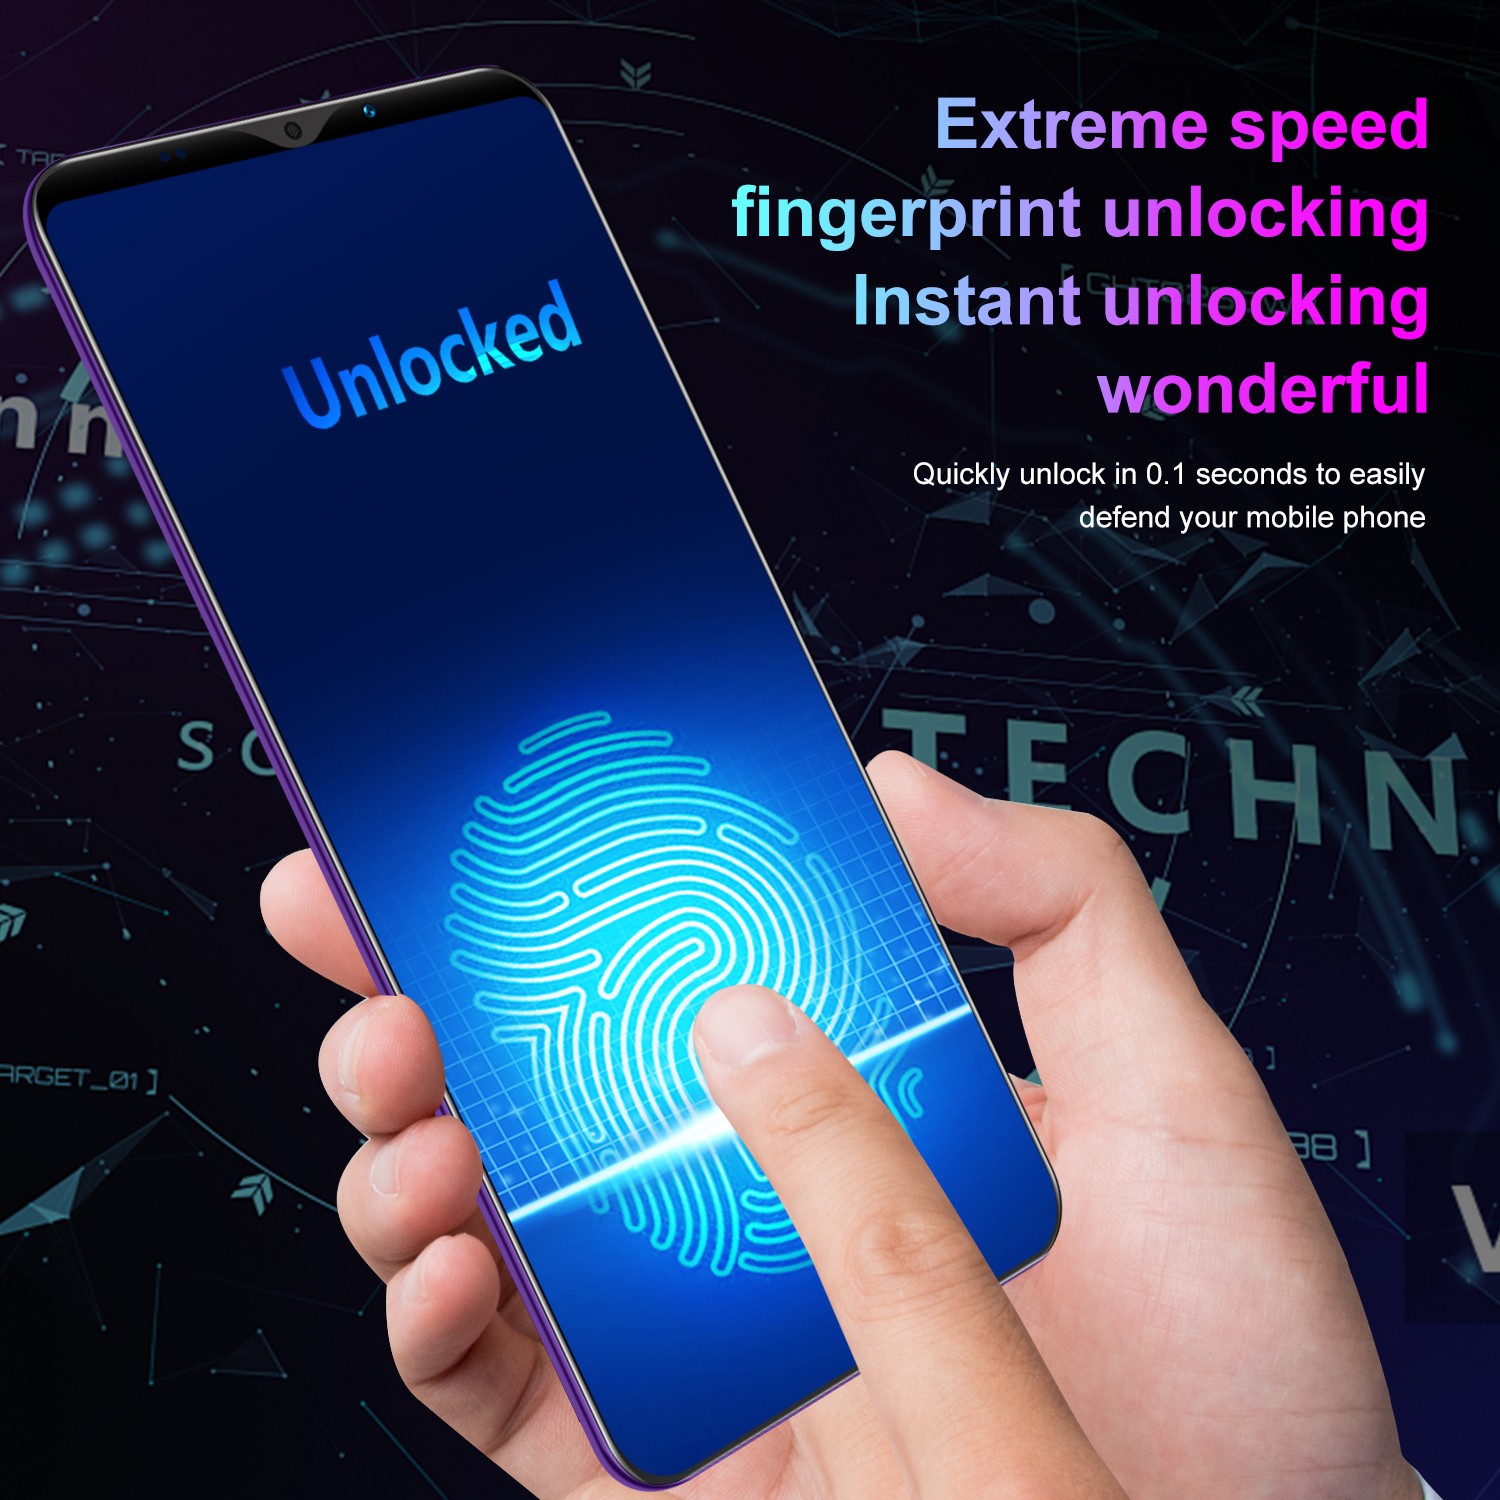 Extreme speed
fingerprint unlocking
Instant unlocking
wonderful
Quickly unlock in 0.1 seconds to easily
defend your mobile phone
Unlocked
TECHN
ARGET_01 ]